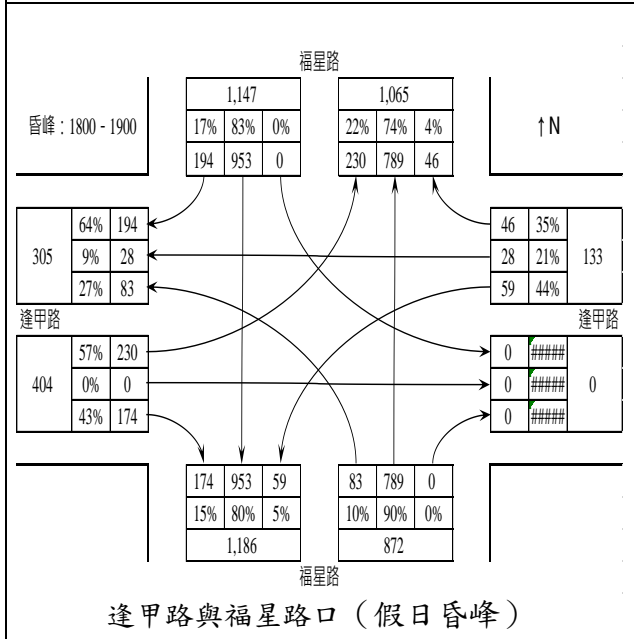 福星路
1,147 1,065
昏峰：1800 - 1900 17% 83% 0% 22% 74% 4% ↑N
194 953 0 230 789 46
64% 194 46 35%
305 9% 28 28 21% 133
27% 83 59 44%
逢甲路 逢甲路
57% 230 0 #####
404 0% 0 0 ##### 0
43% 174 0 #####
174 953 59 83 789 0
15% 80% 5% 10% 90% 0%
1,186 872
福星路
逢甲路與福星路口（假日昏峰）